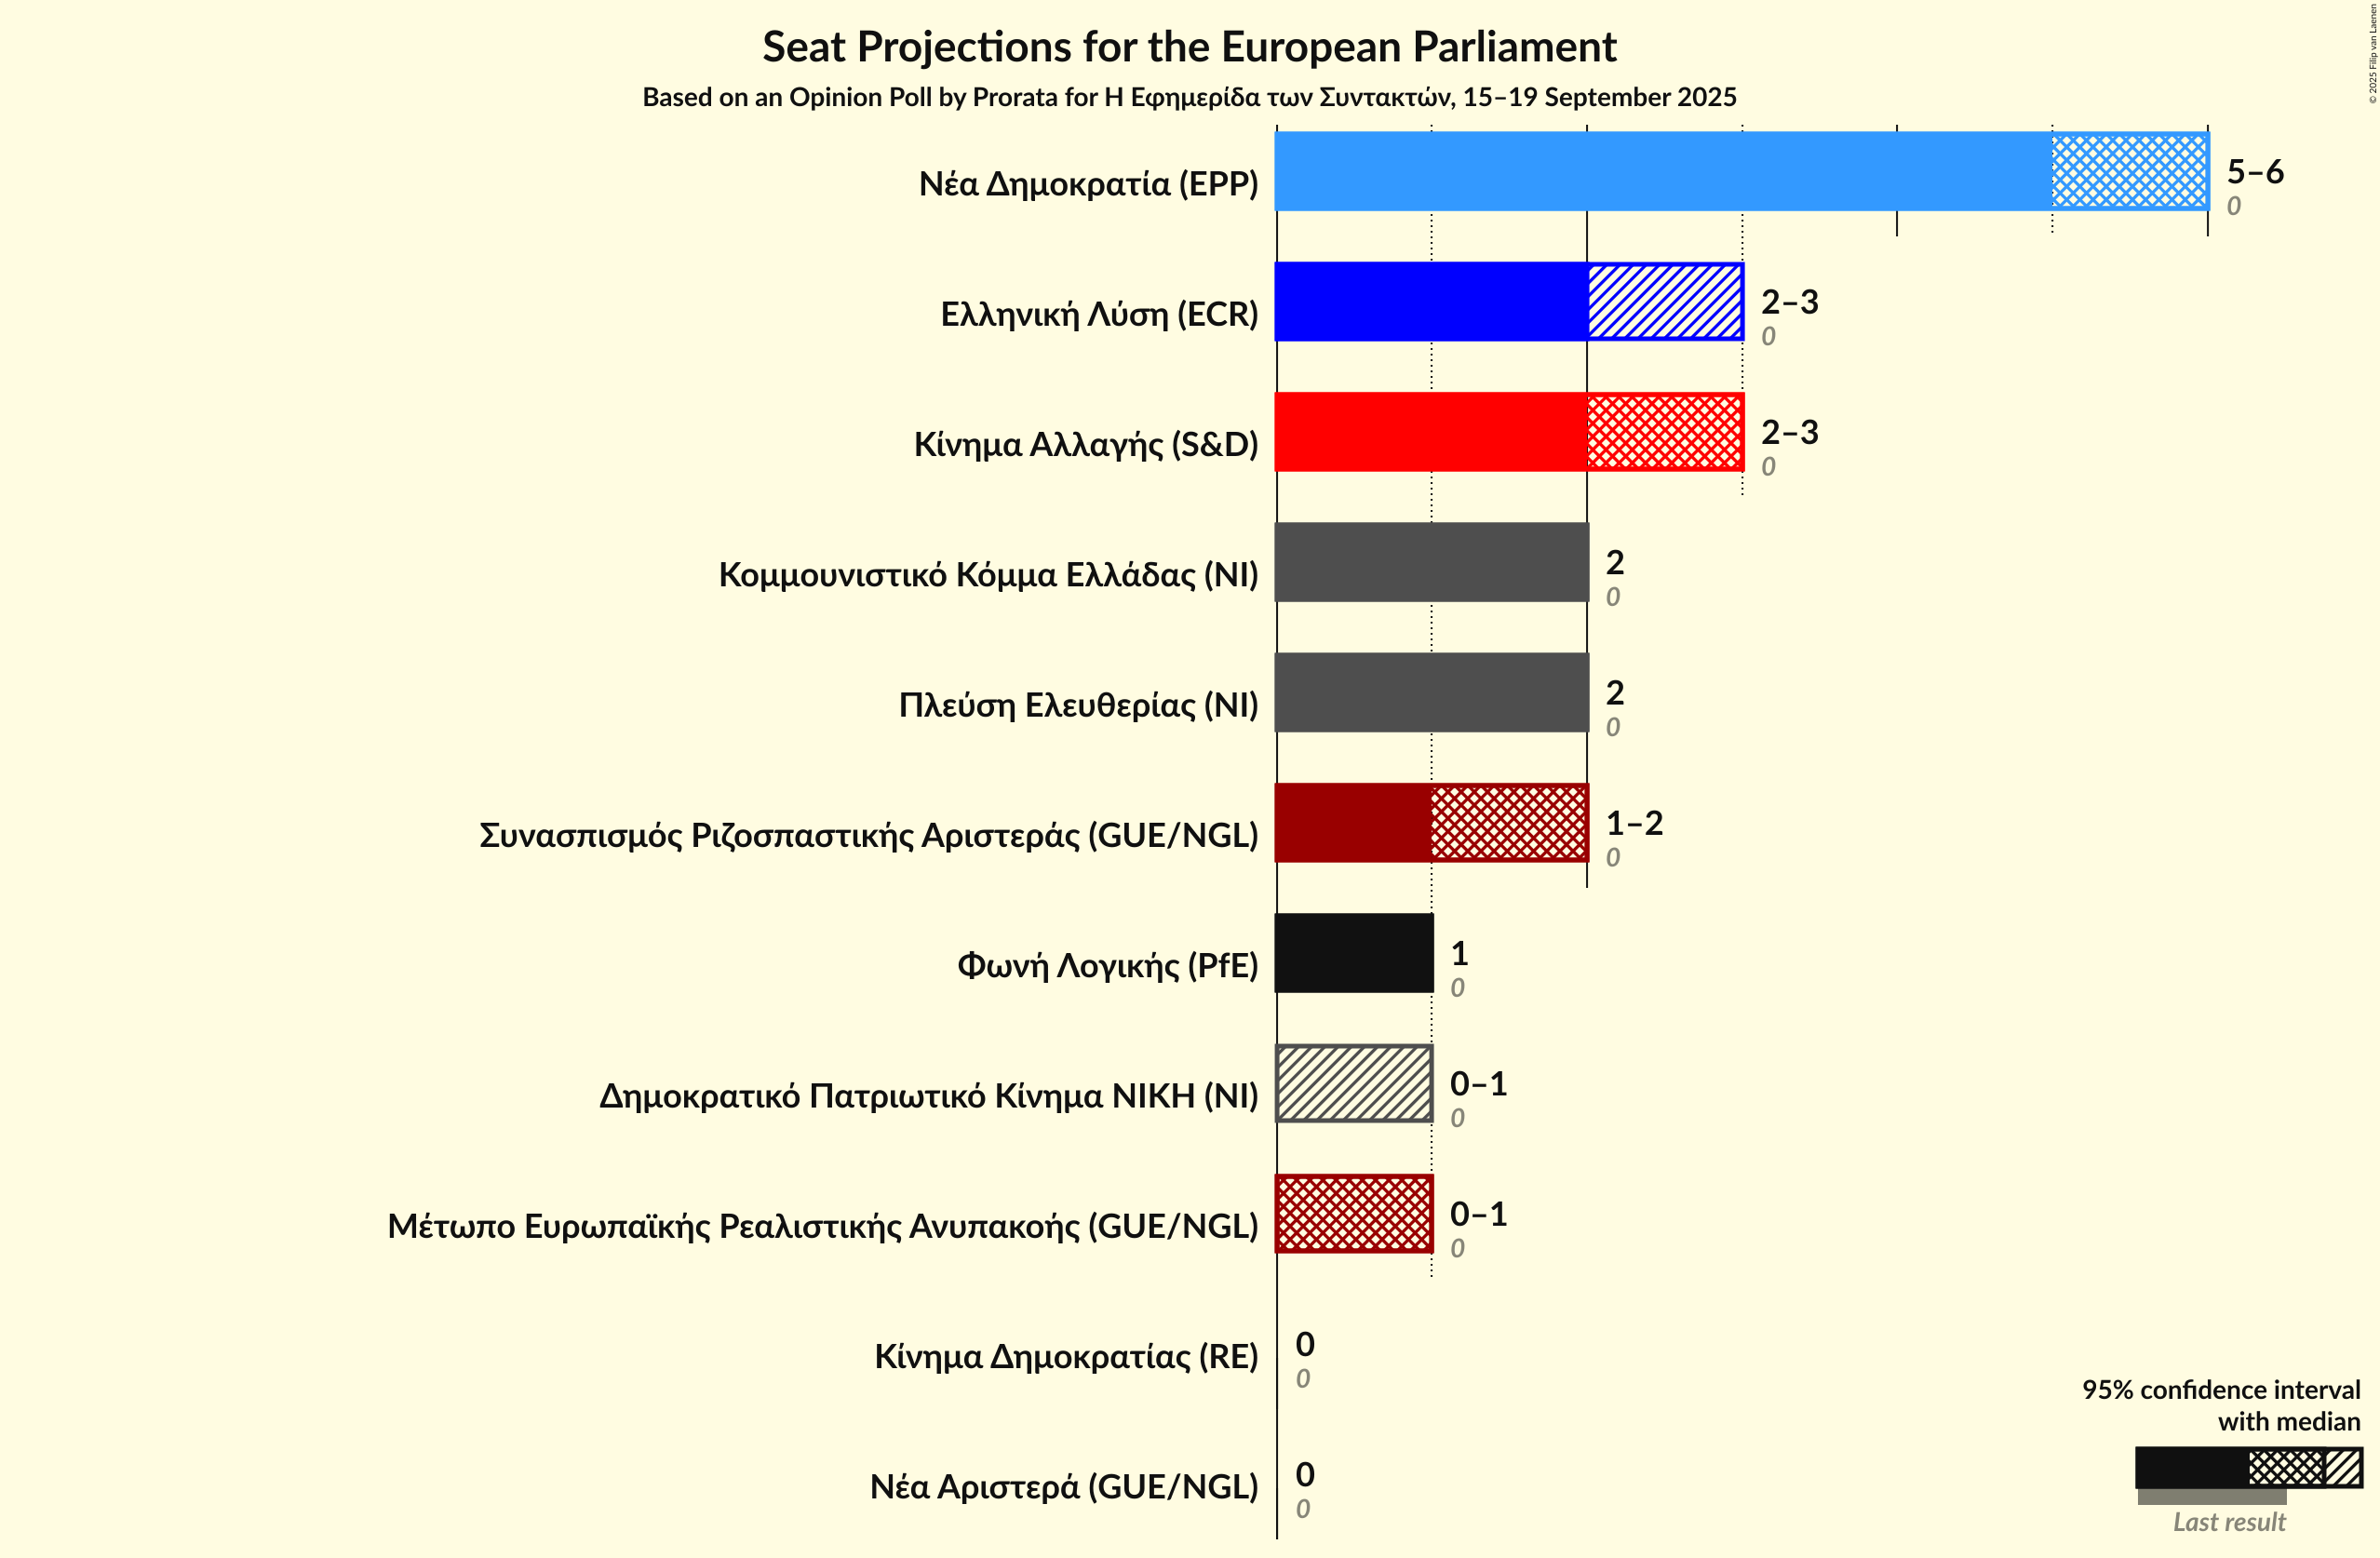 Seat Projections for the European Parliament
Based on an Opinion Poll by Prorata for Η Εφημερίδα των Συντακτών, 15–19 September 2025
© 2025 Filip van Laenen
Νέα Δημοκρατία (EPP)
5–6
0
Ελληνική Λύση (ECR)
2–3
0
Κίνημα Αλλαγής (S&D)
2–3
0
Κομμουνιστικό Κόμμα Ελλάδας (NI)
2
0
Πλεύση Ελευθερίας (NI)
2
0
Συνασπισμός Ριζοσπαστικής Αριστεράς (GUE/NGL)
1–2
0
Φωνή Λογικής (PfE)
1
0
Δημοκρατικό Πατριωτικό Κίνημα ΝΙΚΗ (NI)
0–1
0
Μέτωπο Ευρωπαϊκής Ρεαλιστικής Ανυπακοής (GUE/NGL)
0–1
0
Κίνημα Δημοκρατίας (RE)
0
0
Νέα Αριστερά (GUE/NGL)
0
0
95% confidence interval
with median
Last result